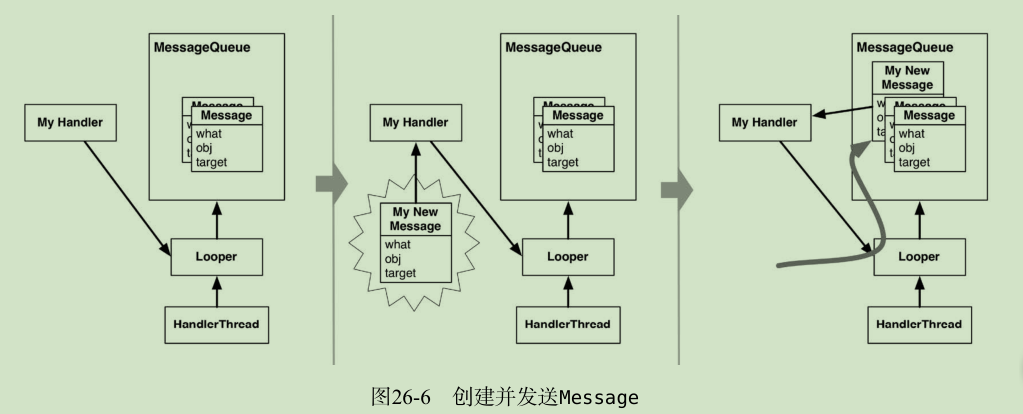 MessageQueue
Message
Message
what
obj
target
My Handler
Looper
HandlerThread
MessageQueue
Message
Message
what
obj
target
My Handler
My New
Message
what
obj
target
Looper
HandlerThread
MessageQueue
My New
Message
Message
Message
what
obj
target
My Handler
Looper
HandlerThread
图26-6 创建并发送Message